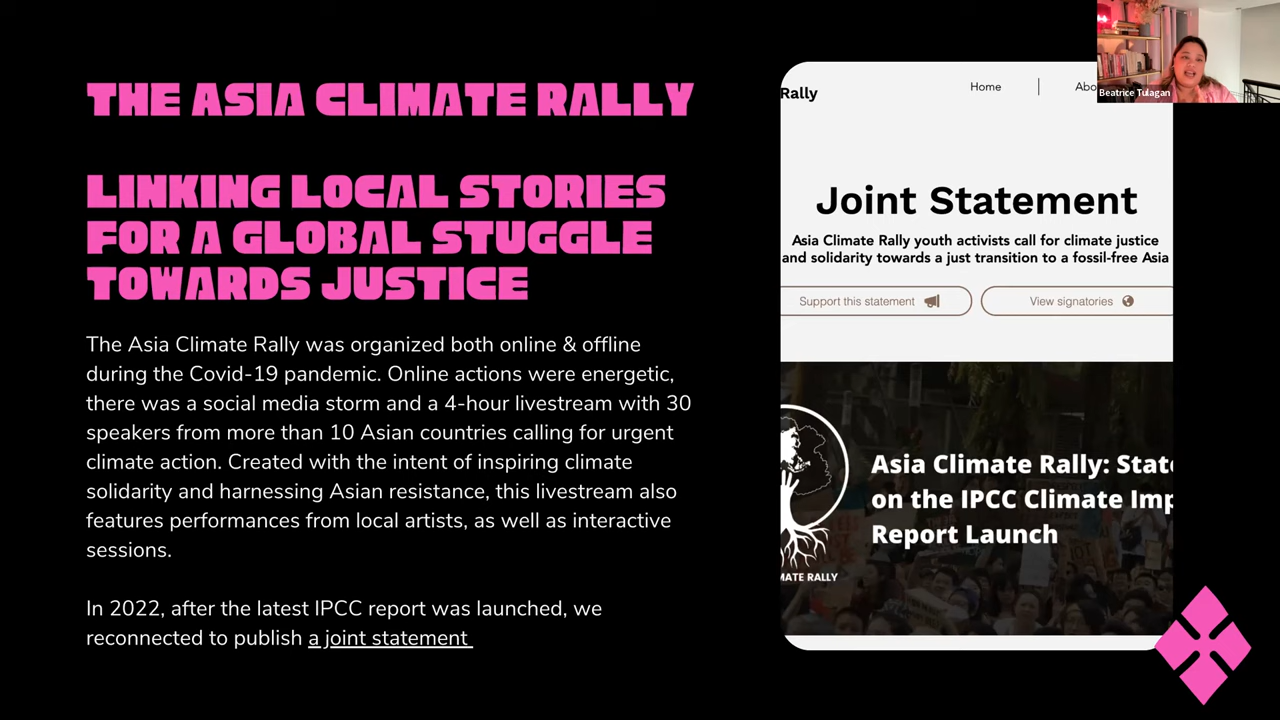 THE ASIA CLIMATE RALLY
LINKING LOCAL STORIES
FOR A GLOBAL STUGGLE
TOWARDS JUSTICE
The Asia Climate Rally was organized both online & offline
during the Covid-19 pandemic. Online actions were energetic,
there was a social media storm and a 4-hour livestream with 30
speakers from more than 10 Asian countries calling for urgent
climate action. Created with the intent of inspiring climate
solidarity and harnessing Asian resistance, this livestream also
features performances from local artists, as well as interactive
sessions.
In 2022, after the latest IPCC report was launched, we
reconnected to publish a joint statement
Rally
Home
Abo
Joint Statement
Asia Climate Rally youth activists call for climate justice
and solidarity towards a just transition to a fossil-free Asia
Support this statement
View signatories
Asia Climate Rally: State
on the IPCC Climate Imp
Report Launch
MATE RALLY
Beatrice Tulagan